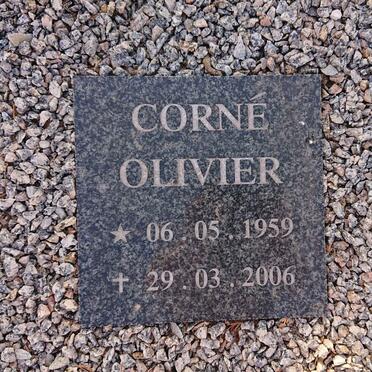 CORNÉ
OLIVIER
★ 06 . 05 . 1959
✝ 29 . 03 . 2006